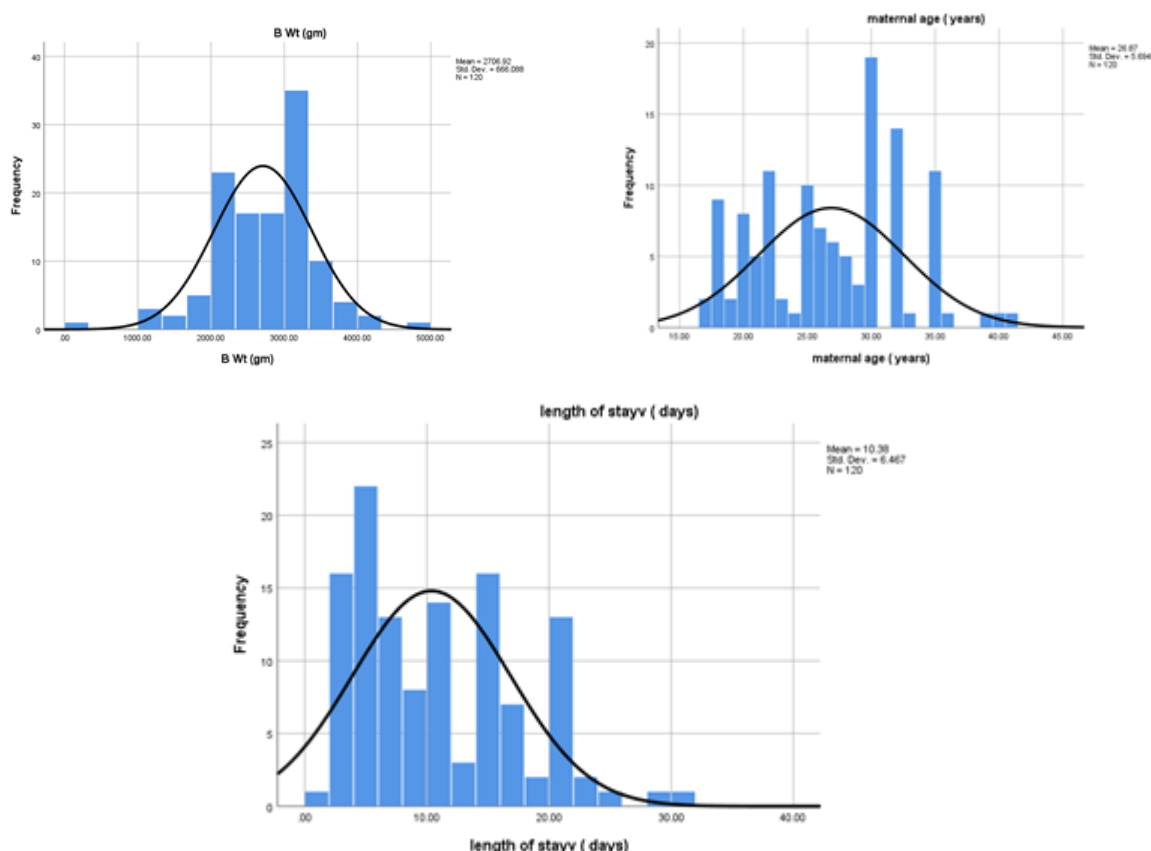 B Wt (gm)
Mean = 2706.92
Std. Dev. = 666.088
N = 120
40
30
20
10
0
Frequency
.00 1000.00 2000.00 3000.00 4000.00 5000.00
B Wt (gm)
maternal age ( years)
Mean = 26.87
Std. Dev. = 5.694
N = 120
20
15
10
5
0
Frequency
15.00 20.00 25.00 30.00 35.00 40.00 45.00
maternal age ( years)
length of stayv ( days)
Mean = 10.38
Std. Dev. = 6.467
N = 120
25
20
15
10
5
0
Frequency
.00 10.00 20.00 30.00 40.00
length of stayv ( days)